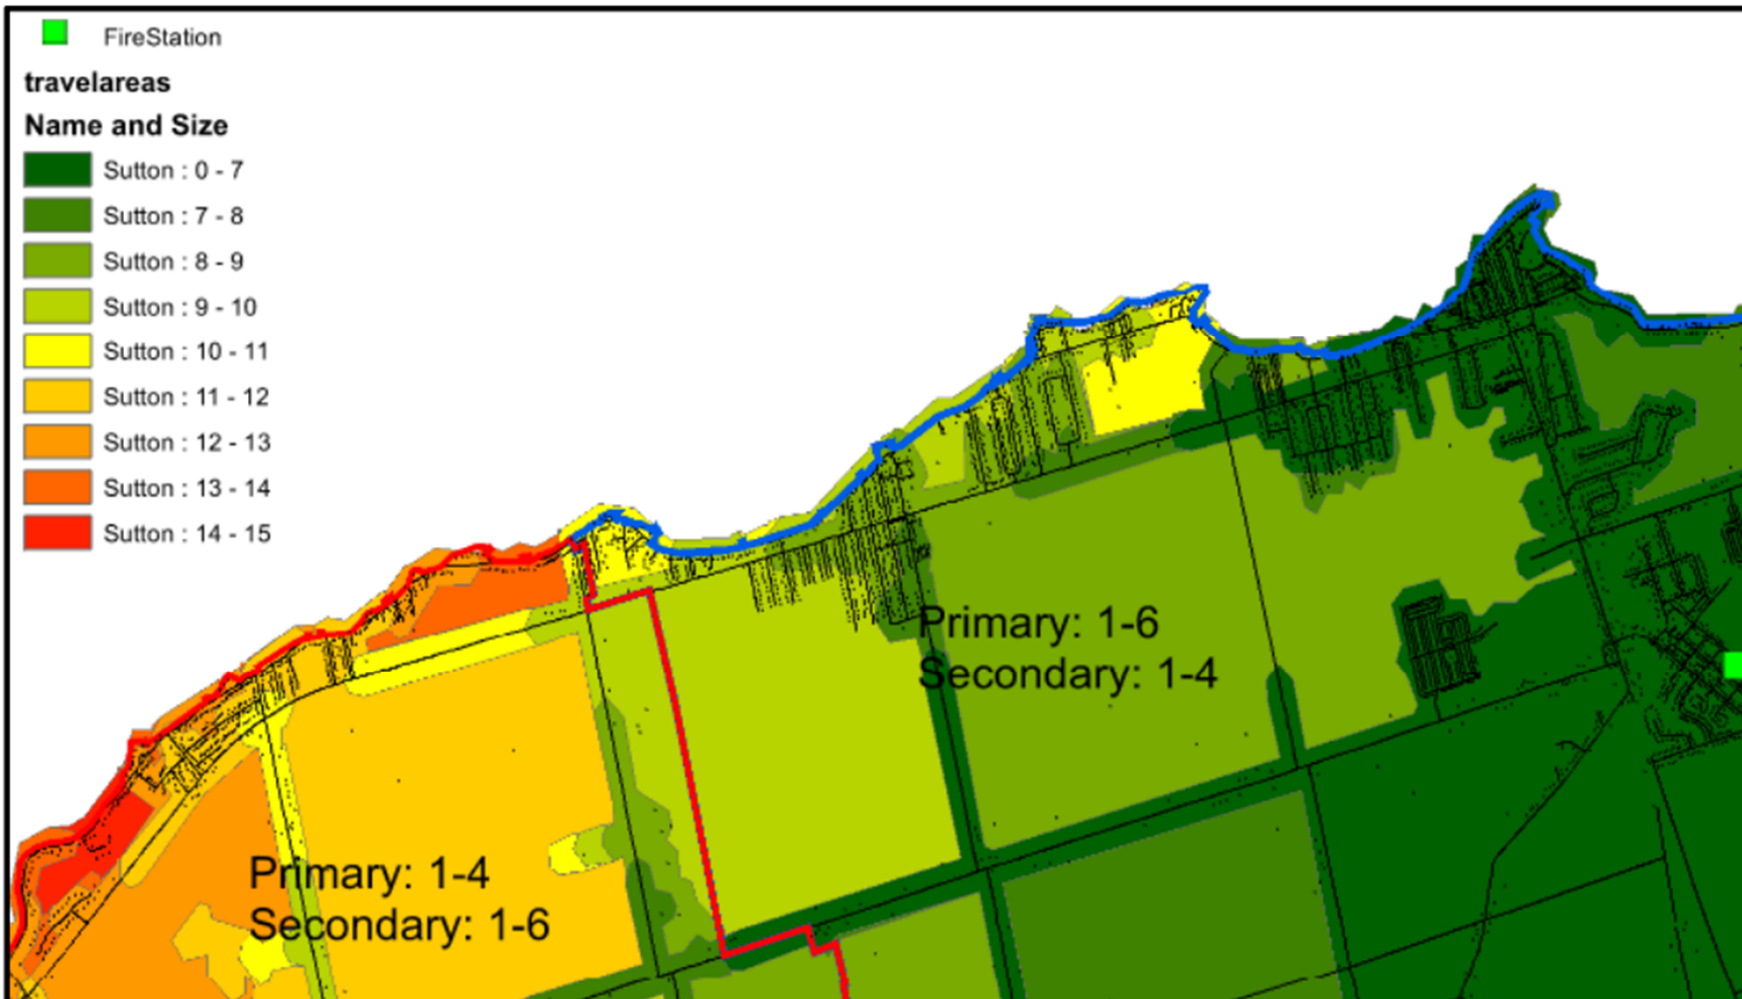 FireStation
travelareas
Name and Size
Sutton : 0 - 7
Sutton : 7 - 8
Sutton : 8 - 9
Sutton : 9 - 10
Sutton : 10 - 11
Sutton : 11 - 12
Sutton : 12 - 13
Sutton : 13 - 14
Sutton : 14 - 15
Primary: 1-6
Secondary: 1-4
Primary: 1-4
Secondary: 1-6